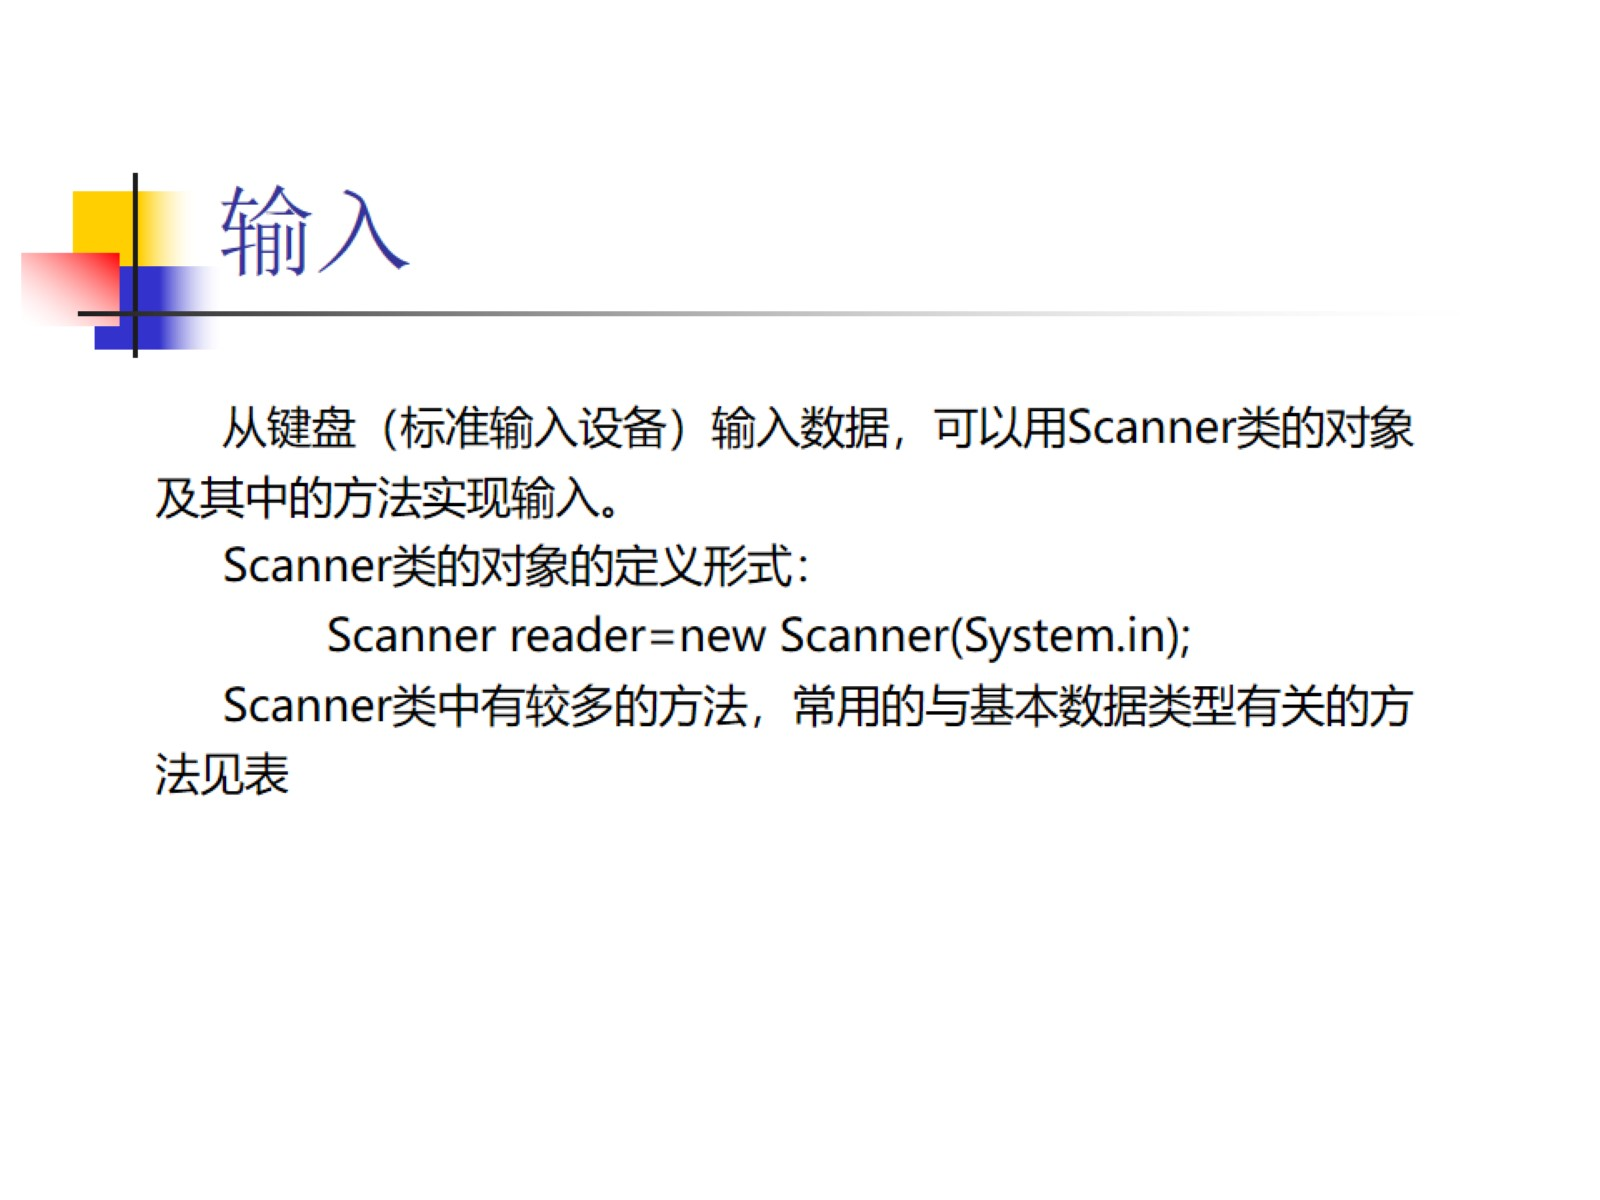 输入
从键盘（标准输入设备）输入数据，可以用Scanner类的对象
及其中的方法实现输入。
Scanner类的对象的定义形式：
Scanner reader=new Scanner(System.in);
Scanner类中有较多的方法，常用的与基本数据类型有关的方
法见表